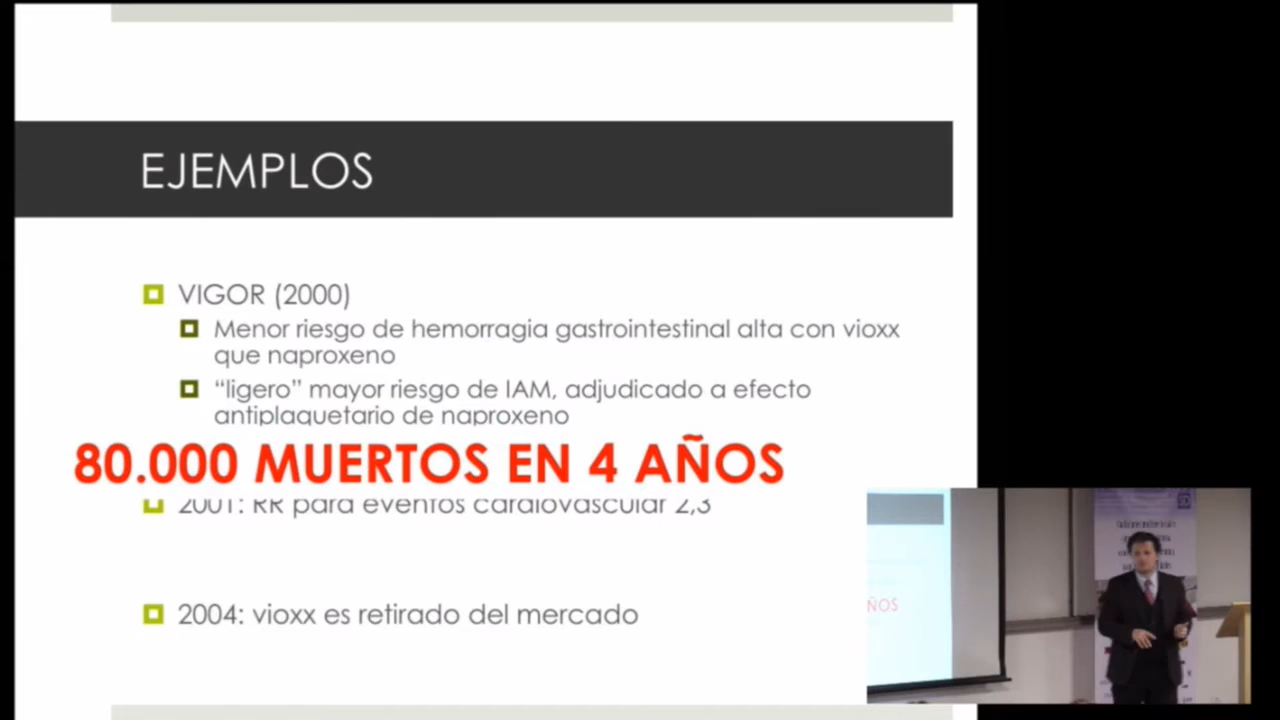 EJEMPLOS
VIGOR (2000)
Menor riesgo de hemorragia gastrointestinal alta con vioxx
que naproxeno
“ligero” mayor riesgo de IAM, adjudicado a efecto
antiplaquetario de naproxeno
80.000 MUERTOS EN 4 AÑOS
2001: RR para eventos cardiovascular 2,3
2004: vioxx es retirado del mercado
ÑOS